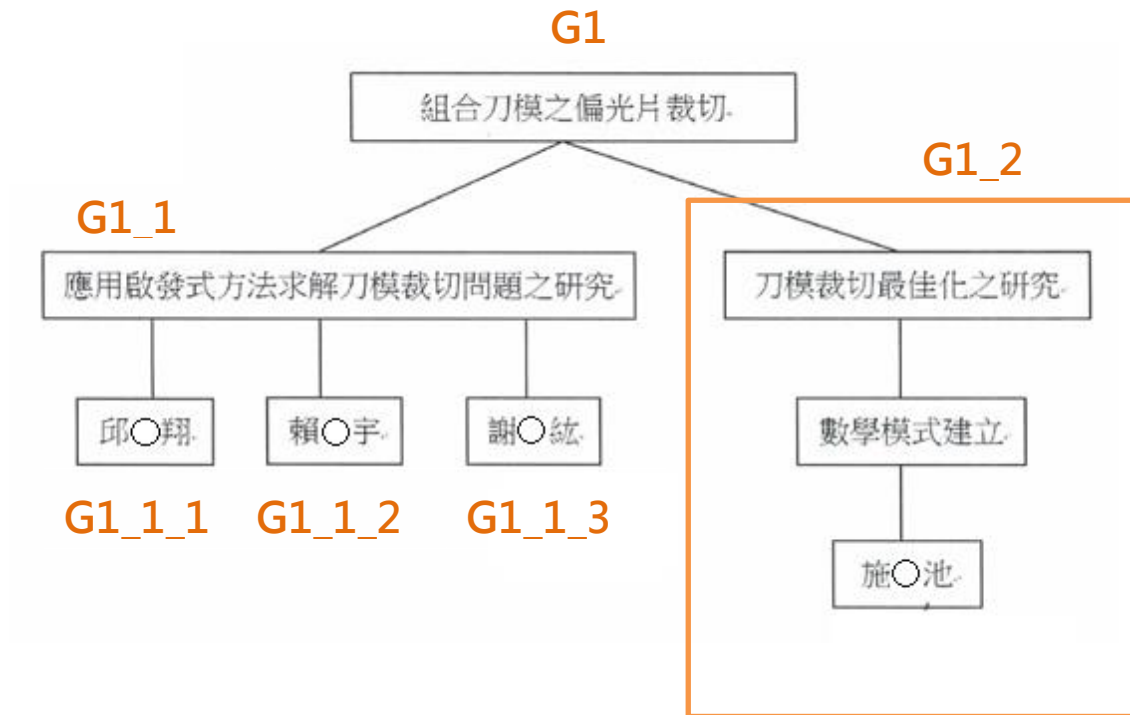 G1
組合刀模之偏光片裁切
G1_2
G1_1
應用啟發式方法求解刀模裁切問題之研究
刀模裁切最佳化之研究
邱○翔
賴○宇
謝○紘
數學模式建立
G1_1_1
G1_1_2
G1_1_3
施○池